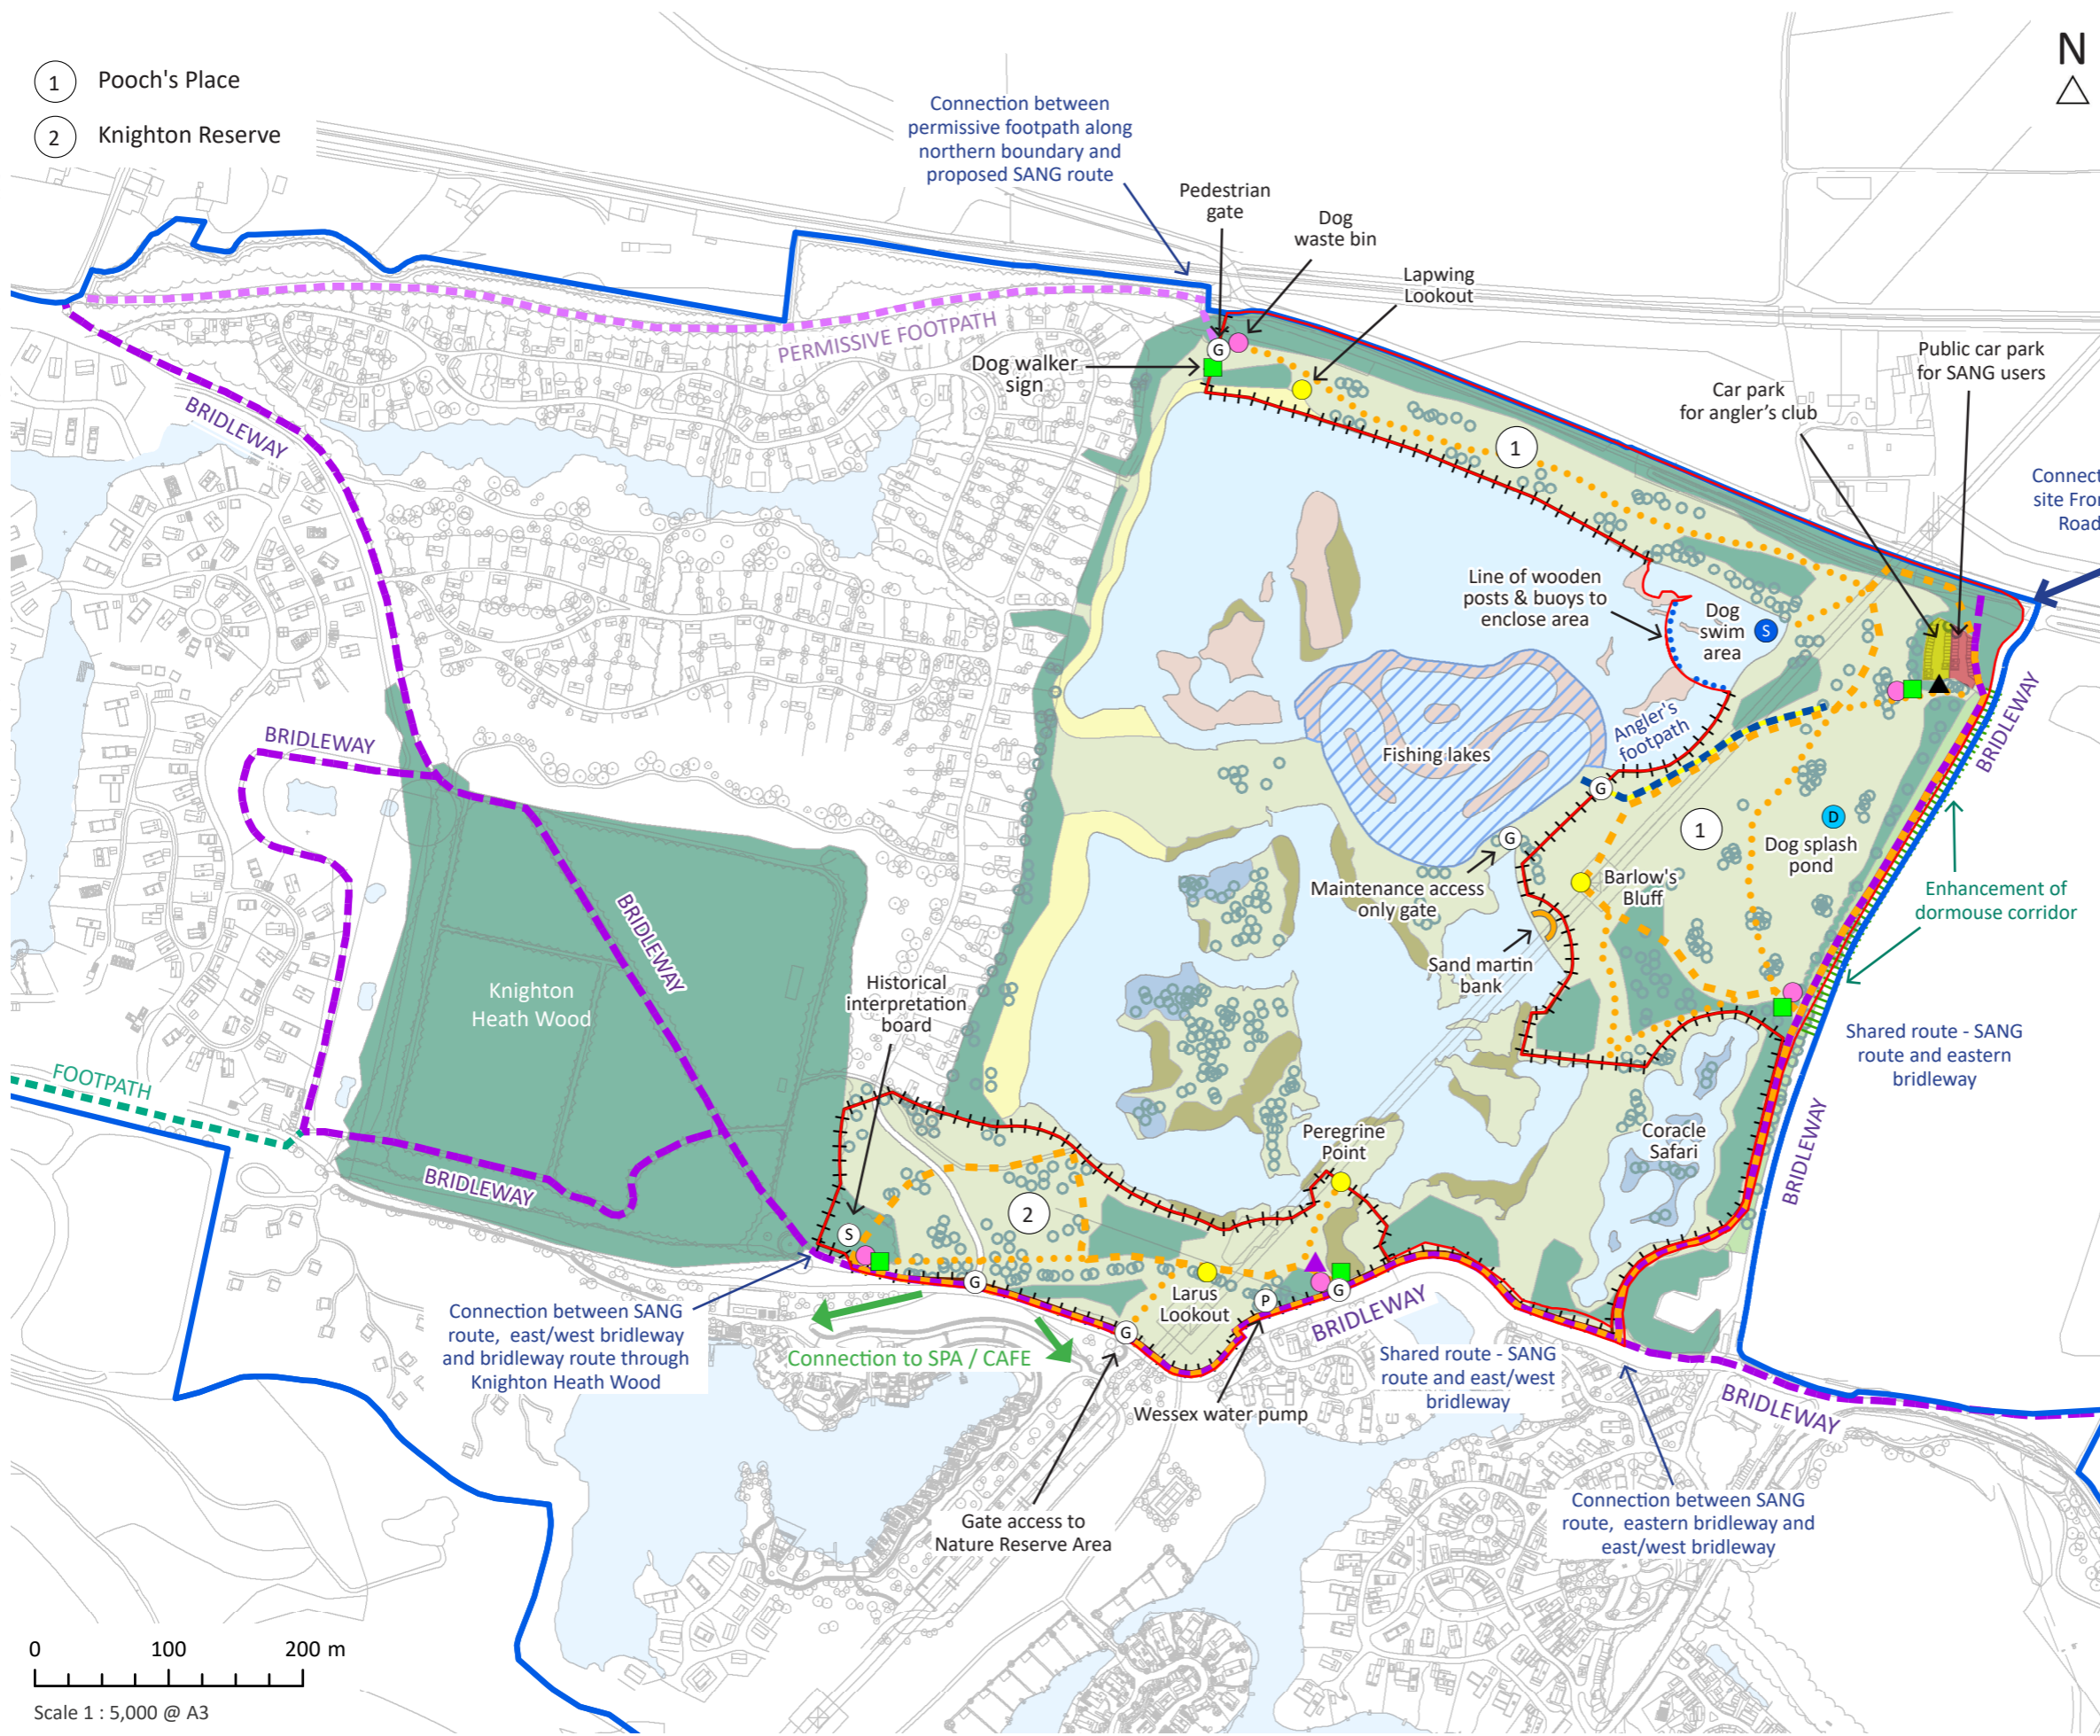 1 Pooch's Place
2 Knighton Reserve
N
Connection between
permissive footpath along
northern boundary and
proposed SANG route
Pedestrian
gate
Dog
waste bin
Lapwing
Lookout
PERMISSIVE FOOTPATH
Dog walker
sign
G
Public car park
for SANG users
Car park
for angler's club
1
Connect
site Fron
Road
BRIDLEWAY
Line of wooden
posts & buoys to
enclose area
Dog
swim
area
S
BRIDLEWAY
Angler's
footpath
Fishing lakes
BRIDLEWAY
G
G
1
D
Dog splash
pond
Maintenance access
only gate
Barlow's
Bluff
Enhancement of
dormouse corridor
BRIDLEWAY
Sand martin
bank
Knighton
Heath Wood
Historical
interpretation
board
Shared route - SANG
route and eastern
bridleway
FOOTPATH
BRIDLEWAY
Peregrine
Point
Coracle
Safari
BRIDLEWAY
2
S
G
Larus
Lookout
P
G
G
BRIDLEWAY
Connection between SANG
route, east/west bridleway
and bridleway route through
Knighton Heath Wood
Connection to SPA / CAFE
Shared route - SANG
route and east/west
bridleway
BRIDLEWAY
Wessex water pump
Gate access to
Nature Reserve Area
Connection between SANG
route, eastern bridleway and
east/west bridleway
0 100 200 m
Scale 1 : 5,000 @ A3